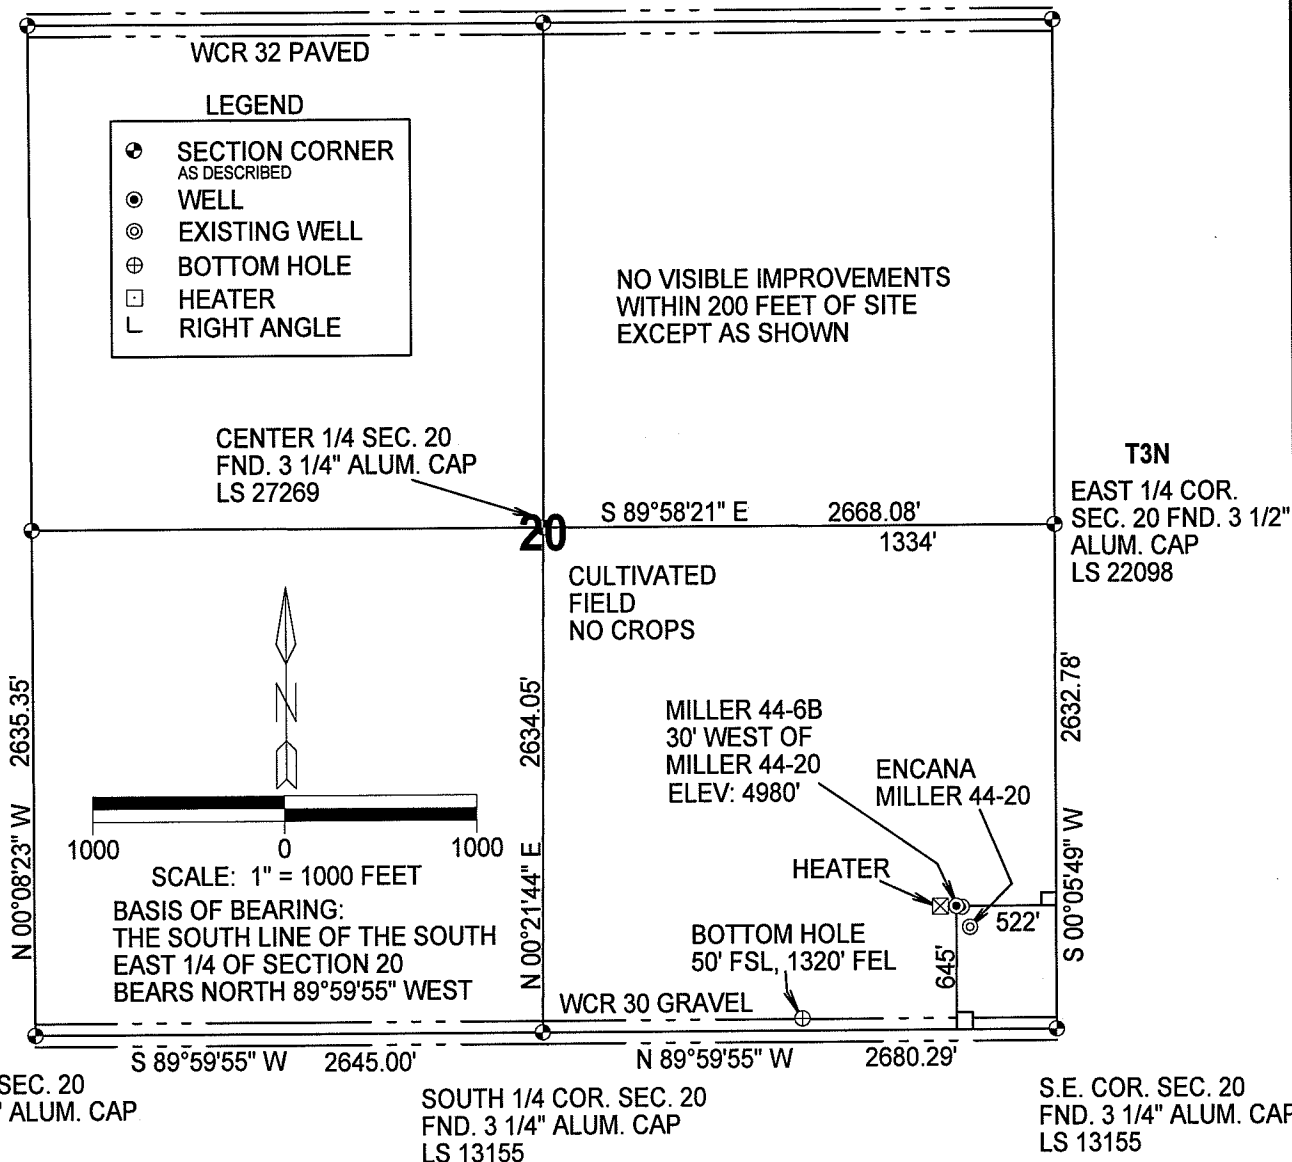 WCR 32 PAVED
LEGEND
SECTION CORNER
AS DESCRIBED
WELL
EXISTING WELL
BOTTOM HOLE
HEATER
RIGHT ANGLE
NO VISIBLE IMPROVEMENTS
WITHIN 200 FEET OF SITE
EXCEPT AS SHOWN
CENTER 1/4 SEC. 20
FND. 3 1/4" ALUM. CAP
LS 27269
T3N
EAST 1/4 COR.
SEC. 20 FND. 3 1/2"
ALUM. CAP
LS 22098
S 89°58'21" E 2668.08'
1334'
20
CULTIVATED
FIELD
NO CROPS
N 00°08'23" W 2635.35'
N
N 00°21'44" E 2634.05'
S 00°05'49" W 2632.78'
MILLER 44-6B
30' WEST OF
MILLER 44-20
ELEV: 4980'
ENCANA
MILLER 44-20
HEATER
522'
645'
1000 0 1000
SCALE: 1" = 1000 FEET
BASIS OF BEARING:
THE SOUTH LINE OF THE SOUTH
EAST 1/4 OF SECTION 20
BEARS NORTH 89°59'55" WEST
BOTTOM HOLE
50' FSL, 1320' FEL
WCR 30 GRAVEL
S 89°59'55" W 2645.00'
N 89°59'55" W 2680.29'
SEC. 20
" ALUM. CAP
SOUTH 1/4 COR. SEC. 20
FND. 3 1/4" ALUM. CAP
LS 13155
S.E. COR. SEC. 20
FND. 3 1/4" ALUM. CAP
LS 13155